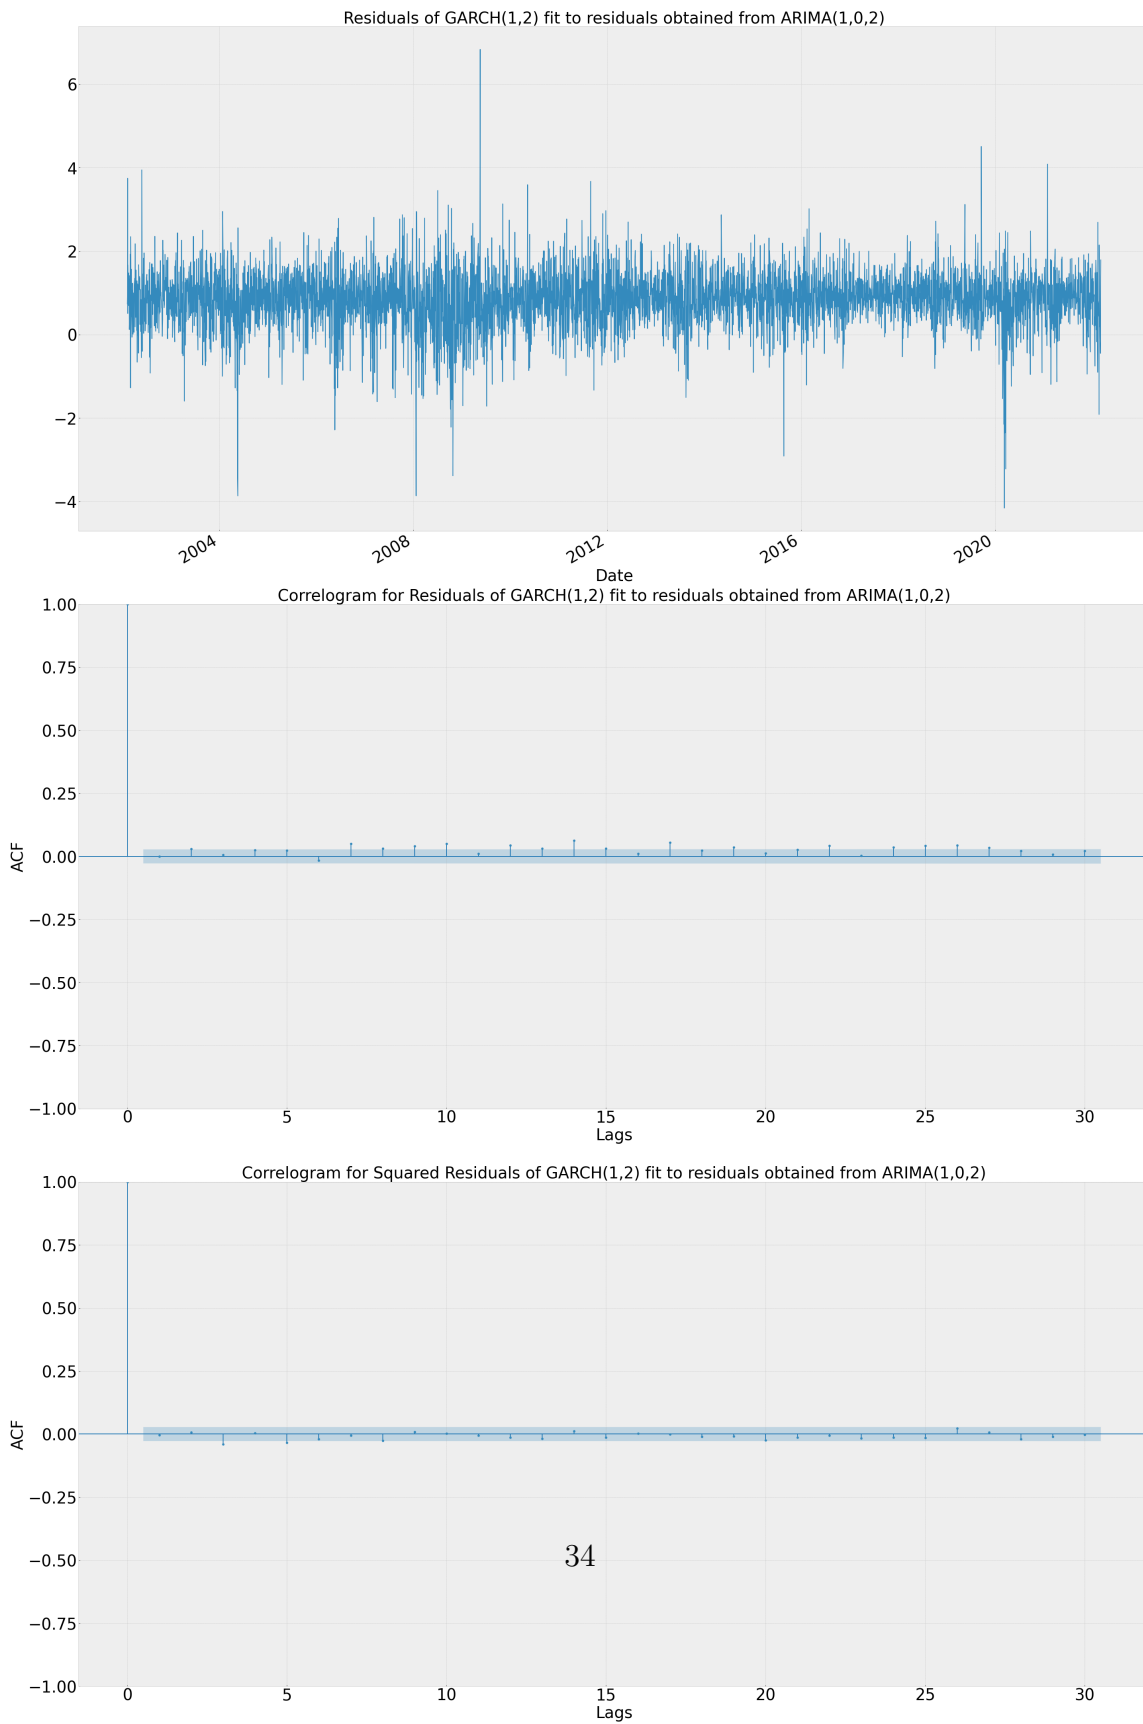 Residuals of GARCH(1,2) fit to residuals obtained from ARIMA(1,0,2)
6
4
2
0
−2
−4
2004 2008 2012 2016 2020
Date
Correlogram for Residuals of GARCH(1,2) fit to residuals obtained from ARIMA(1,0,2)
1.00
0.75
0.50
0.25
0.00
−0.25
−0.50
−0.75
−1.00
ACF
0 5 10 15 20 25 30
Lags
Correlogram for Squared Residuals of GARCH(1,2) fit to residuals obtained from ARIMA(1,0,2)
1.00
0.75
0.50
0.25
0.00
−0.25
−0.50
−0.75
−1.00
ACF
34
0 5 10 15 20 25 30
Lags